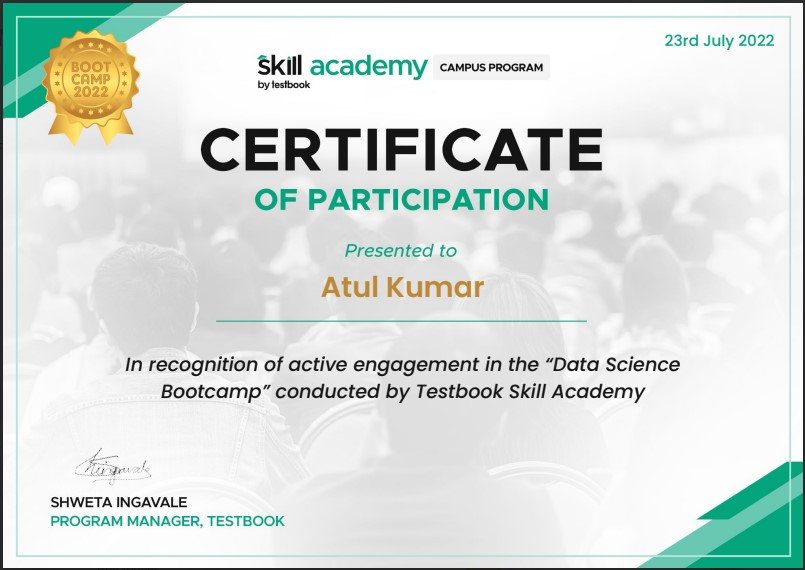 23rd July 2022
BOOT
CAMP
2022
Skill academy CAMPUS PROGRAM
by testbook
CERTIFICATE
OF PARTICIPATION
Presented to
Atul Kumar
In recognition of active engagement in the “Data Science
Bootcamp” conducted by Testbook Skill Academy
SHWETA INGAVALE
PROGRAM MANAGER, TESTBOOK